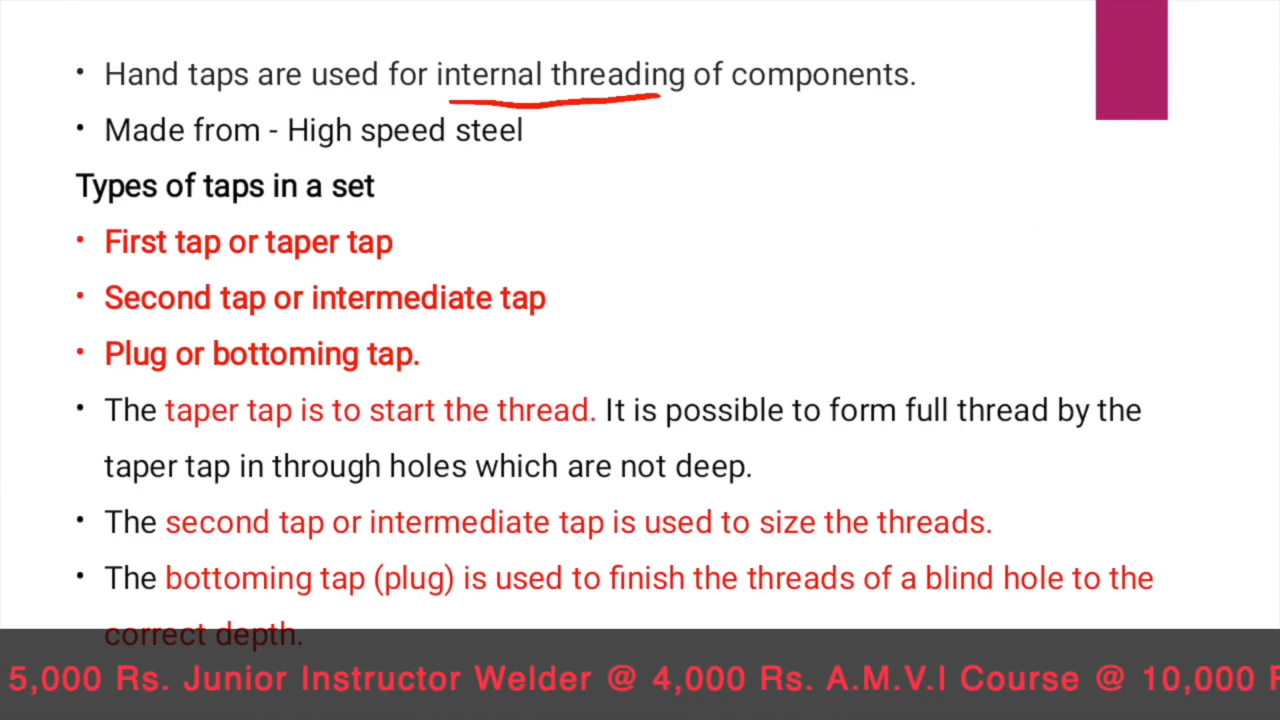 • Hand taps are used for internal threading of components.
• Made from - High speed steel
Types of taps in a set
• First tap or taper tap
• Second tap or intermediate tap
• Plug or bottoming tap.
• The taper tap is to start the thread. It is possible to form full thread by the
taper tap in through holes which are not deep.
• The second tap or intermediate tap is used to size the threads.
• The bottoming tap (plug) is used to finish the threads of a blind hole to the
correct depth.
5,000 Rs. Junior Instructor Welder @ 4,000 Rs. A.M.V.I Course @ 10,000